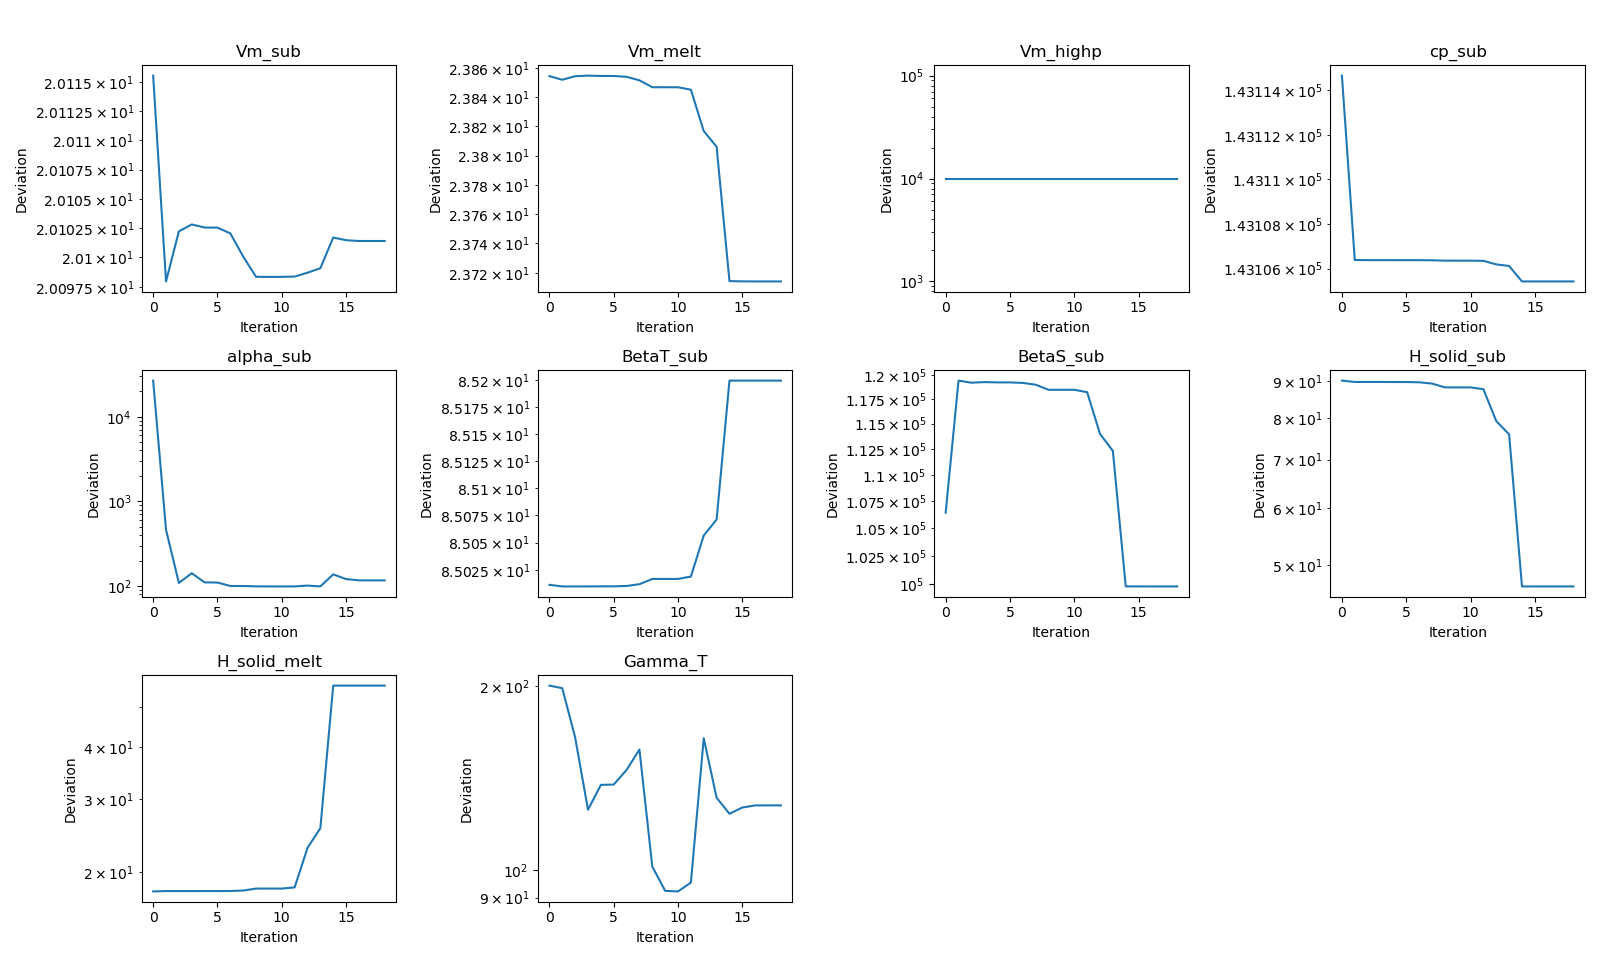 Vm_sub
Deviation
2.0115 × 10¹
2.01125 × 10¹
2.011 × 10¹
2.01075 × 10¹
2.0105 × 10¹
2.01025 × 10¹
2.01 × 10¹
2.00975 × 10¹
0 5 10 15
Iteration
Vm_melt
Deviation
2.386 × 10¹
2.384 × 10¹
2.382 × 10¹
2.38 × 10¹
2.378 × 10¹
2.376 × 10¹
2.374 × 10¹
2.372 × 10¹
0 5 10 15
Iteration
Vm_highp
Deviation
10⁵
10⁴
10³
0 5 10 15
Iteration
cp_sub
Deviation
1.43114 × 10⁵
1.43112 × 10⁵
1.4311 × 10⁵
1.43108 × 10⁵
1.43106 × 10⁵
0 5 10 15
Iteration
alpha_sub
Deviation
10⁴
10³
10²
0 5 10 15
Iteration
BetaT_sub
Deviation
8.52 × 10¹
8.5175 × 10¹
8.515 × 10¹
8.5125 × 10¹
8.51 × 10¹
8.5075 × 10¹
8.505 × 10¹
8.5025 × 10¹
0 5 10 15
Iteration
BetaS_sub
Deviation
1.2 × 10⁵
1.175 × 10⁵
1.15 × 10⁵
1.125 × 10⁵
1.1 × 10⁵
1.075 × 10⁵
1.05 × 10⁵
1.025 × 10⁵
10⁵
0 5 10 15
Iteration
H_solid_sub
Deviation
9 × 10¹
8 × 10¹
7 × 10¹
6 × 10¹
5 × 10¹
0 5 10 15
Iteration
H_solid_melt
Deviation
4 × 10¹
3 × 10¹
2 × 10¹
0 5 10 15
Iteration
Gamma_T
Deviation
2 × 10²
10²
9 × 10¹
0 5 10 15
Iteration